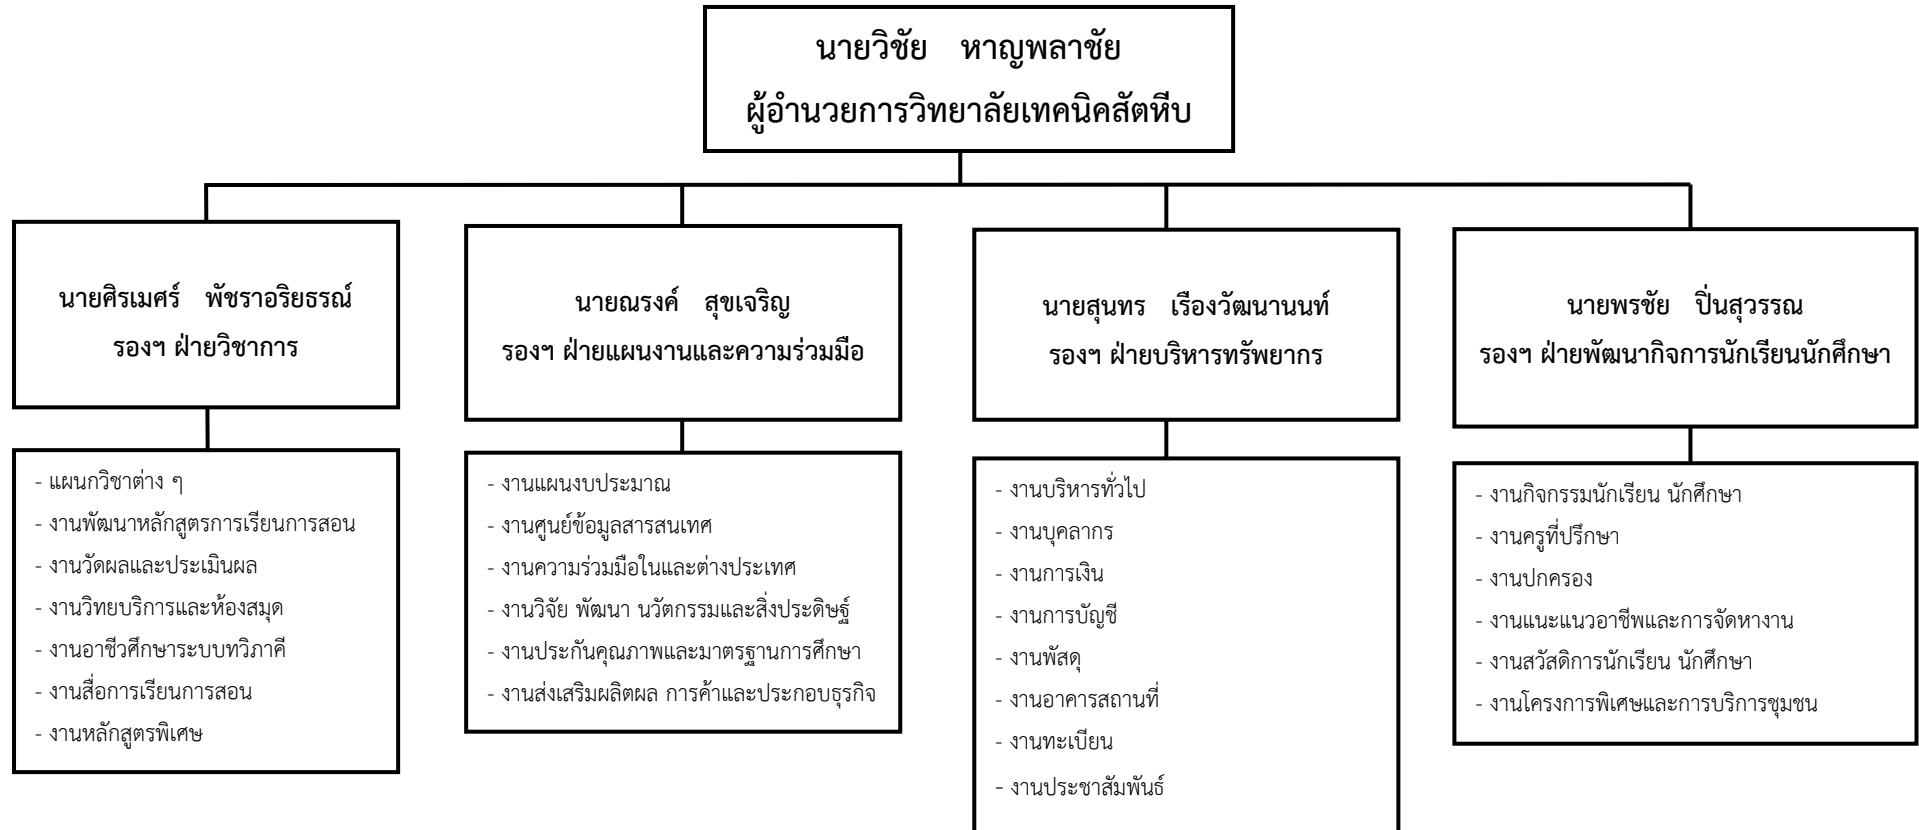 นายวิชัย หาญพลาชัย
ผู้อำนวยการวิทยาลัยเทคนิคสัตหีบ
นายศิรเมศร์ พัชราอริยธรณ์
รองฯ ฝ่ายวิชาการ
- แผนกวิชาต่าง ๆ
- งานพัฒนาหลักสูตรการเรียนการสอน
- งานวัดผลและประเมินผล
- งานวิทยบริการและห้องสมุด
- งานอาชีวศึกษาระบบทวิภาคี
- งานสื่อการเรียนการสอน
- งานหลักสูตรพิเศษ
นายณรงค์ สุขเจริญ
รองฯ ฝ่ายแผนงานและความร่วมมือ
- งานแผนงบประมาณ
- งานศูนย์ข้อมูลสารสนเทศ
- งานความร่วมมือในและต่างประเทศ
- งานวิจัย พัฒนา นวัตกรรมและสิ่งประดิษฐ์
- งานประกันคุณภาพและมาตรฐานการศึกษา
- งานส่งเสริมผลิตผล การค้าและประกอบธุรกิจ
นายสุนทร เรืองวัฒนานนท์
รองฯ ฝ่ายบริหารทรัพยากร
- งานบริหารทั่วไป
- งานบุคลากร
- งานการเงิน
- งานการบัญชี
- งานพัสดุ
- งานอาคารสถานที่
- งานทะเบียน
- งานประชาสัมพันธ์
นายพรชัย ปิ่นสุวรรณ
รองฯ ฝ่ายพัฒนากิจการนักเรียนนักศึกษา
- งานกิจกรรมนักเรียน นักศึกษา
- งานครูที่ปรึกษา
- งานปกครอง
- งานแนะแนวอาชีพและการจัดหางาน
- งานสวัสดิการนักเรียน นักศึกษา
- งานโครงการพิเศษและการบริการชุมชน